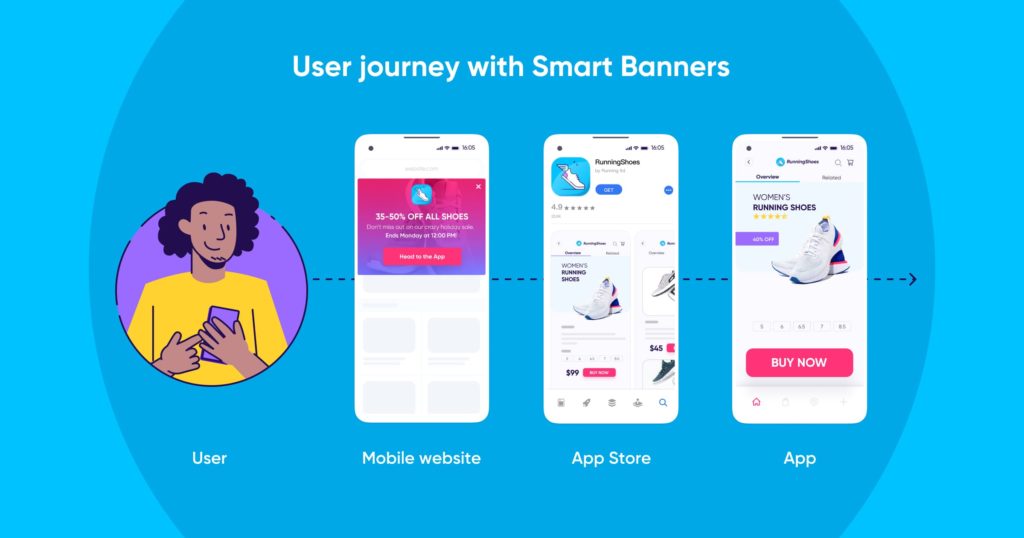 User journey with Smart Banners
16:05
website.com
35-50% OFF ALL SHOES
Don't miss out on our crazy holiday sale.
Ends Monday at 12:00 PM!
Head to the App
16:05
RunningShoes
by Running ltd
GET
4.9 ★★★★★
RunningShoes
Overview
Related
WOMEN'S
RUNNING
SHOES
5 6 6.5 7 8.5
$99
BUY NOW
Overview
$45
16:05
RunningShoes
Overview
Related
WOMEN'S
RUNNING SHOES
40% OFF
5 6 6.5 7 8.5
BUY NOW
User
Mobile website
App Store
App